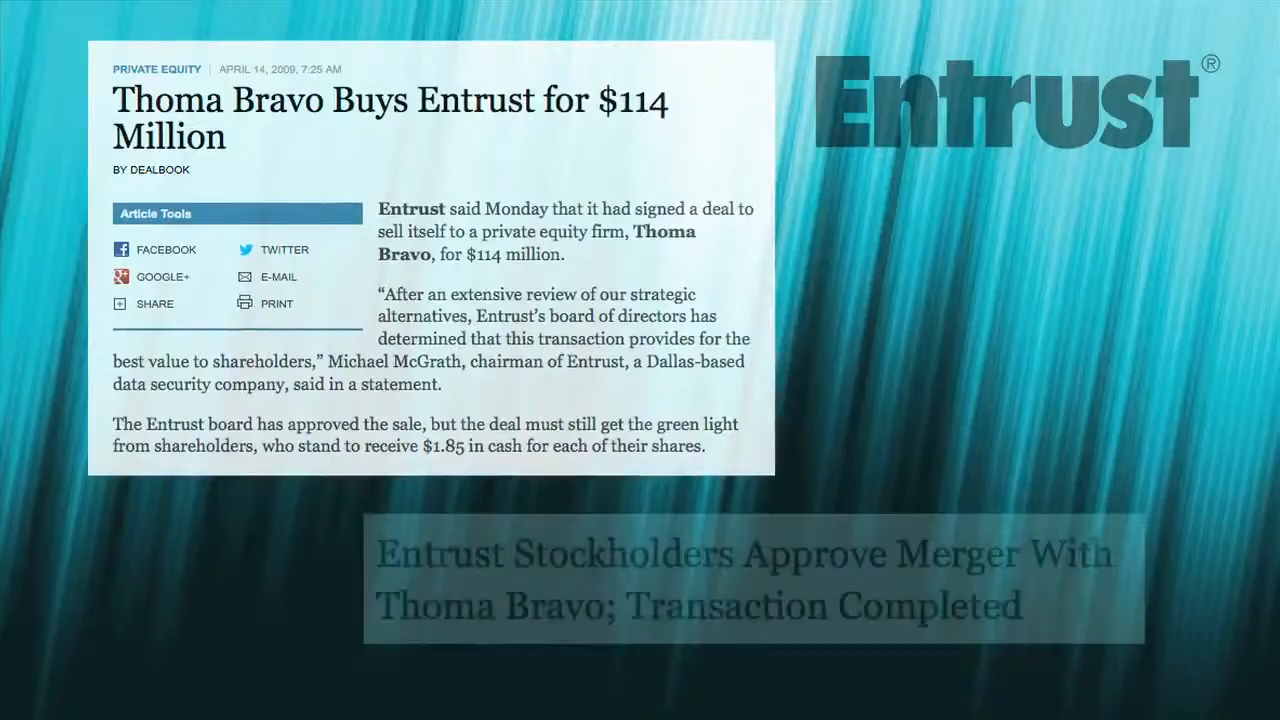 PRIVATE EQUITY | APRIL 14, 2009, 7:25 AM
Thoma Bravo Buys Entrust for $114
Million
BY DEALBOOK
Entrust®
Article Tools
FACEBOOK TWITTER
GOOGLE+ E-MAIL
SHARE PRINT
Entrust said Monday that it had signed a deal to
sell itself to a private equity firm, Thoma
Bravo, for $114 million.
“After an extensive review of our strategic
alternatives, Entrust’s board of directors has
determined that this transaction provides for the
best value to shareholders,” Michael McGrath, chairman of Entrust, a Dallas-based
data security company, said in a statement.
The Entrust board has approved the sale, but the deal must still get the green light
from shareholders, who stand to receive $1.85 in cash for each of their shares.
Entrust Stockholders Approve Merger With
Thoma Bravo; Transaction Completed